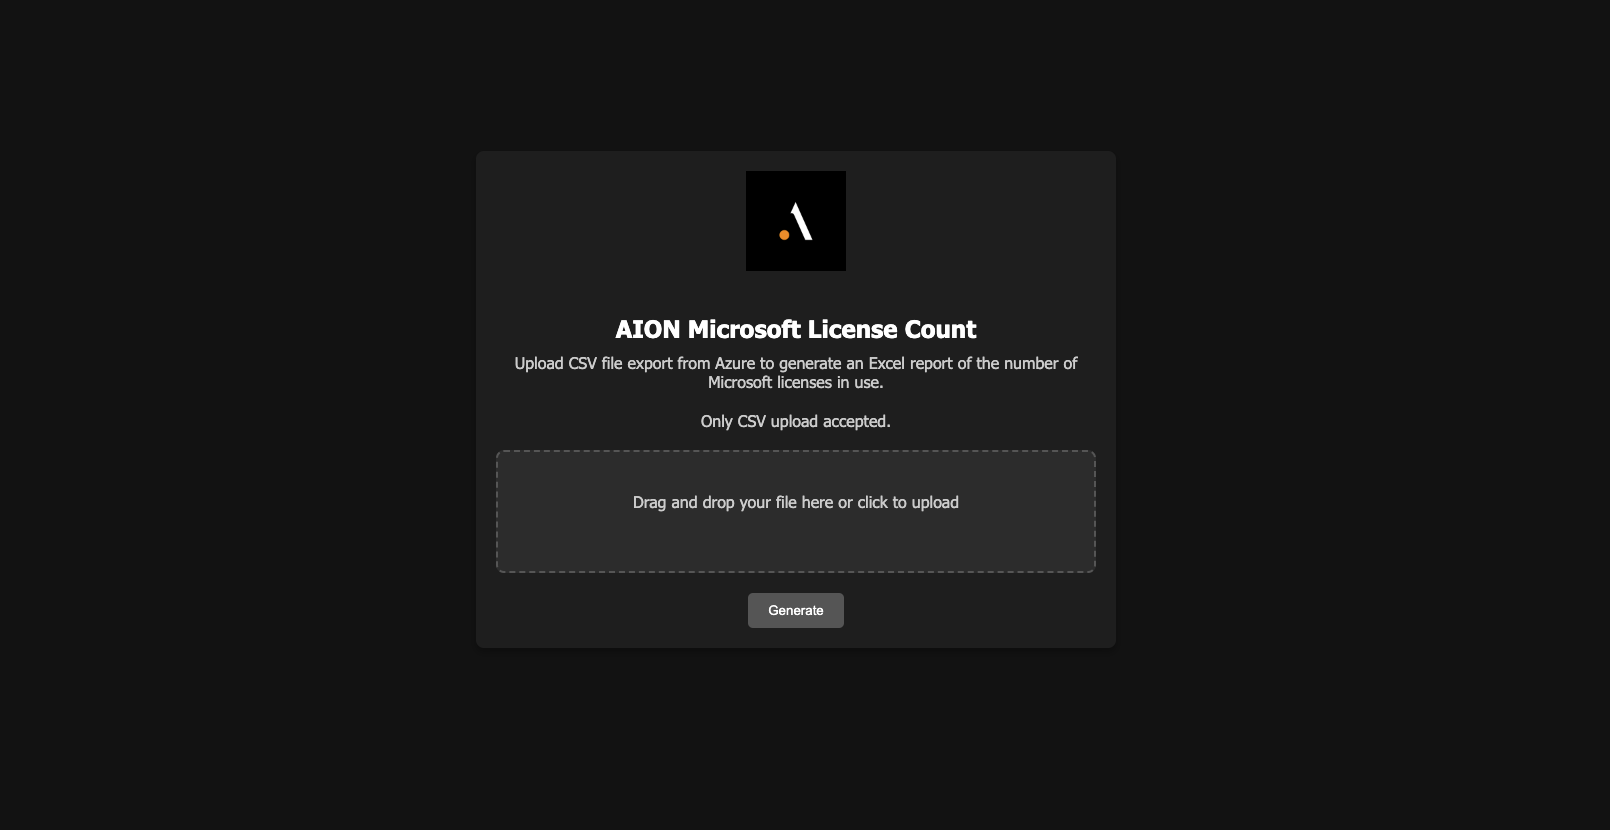 AION Microsoft License Count
Upload CSV file export from Azure to generate an Excel report of the number of
Microsoft licenses in use.
Only CSV upload accepted.
Drag and drop your file here or click to upload
Generate